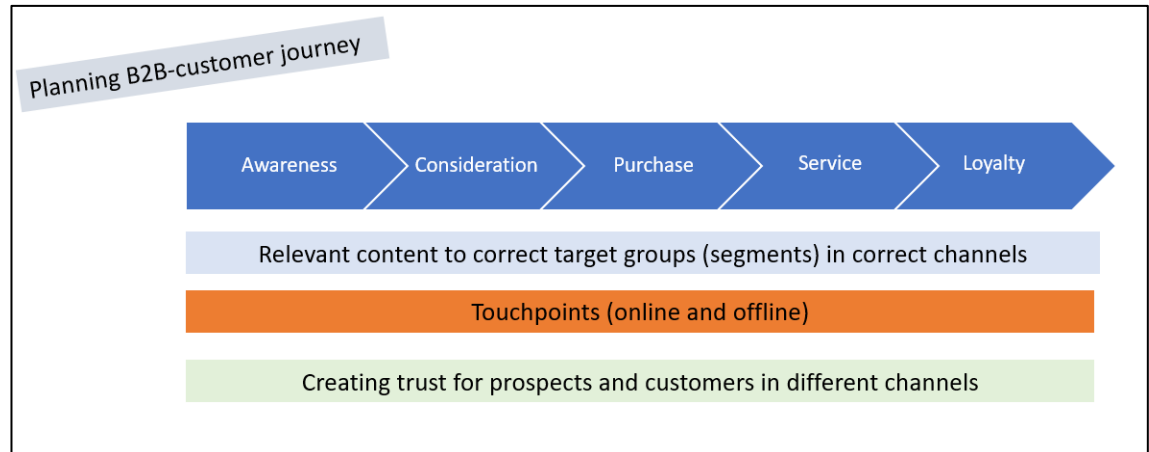 Planning B2B-customer journey
Awareness
Consideration
Purchase
Service
Loyalty
Relevant content to correct target groups (segments) in correct channels
Touchpoints (online and offline)
Creating trust for prospects and customers in different channels